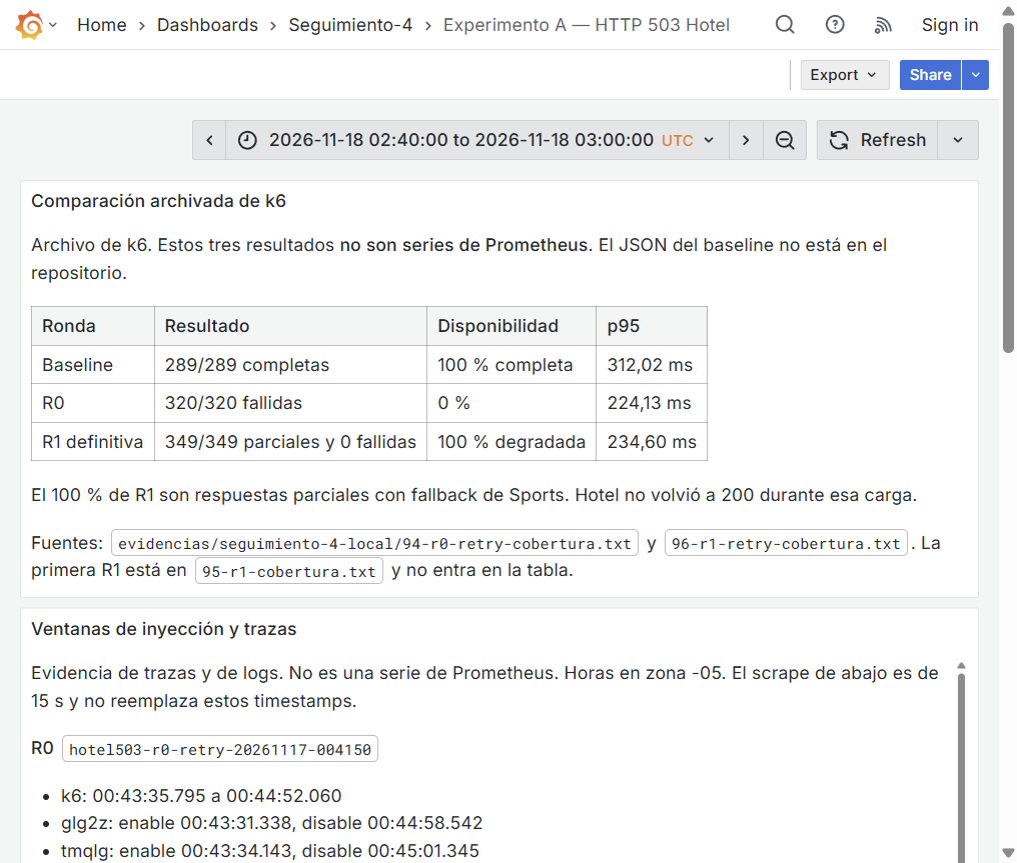 Home › Dashboards › Seguimiento-4 › Experimento A — HTTP 503 Hotel Sign in
Export Share
2026-11-18 02:40:00 to 2026-11-18 03:00:00 UTC Refresh
Comparación archivada de k6
Archivo de k6. Estos tres resultados no son series de Prometheus. El JSON del baseline no está en el
repositorio.
Ronda Resultado Disponibilidad p95
Baseline 289/289 completas 100 % completa 312,02 ms
R0 320/320 fallidas 0 % 224,13 ms
R1 definitiva 349/349 parciales y 0 fallidas 100 % degradada 234,60 ms
El 100 % de R1 son respuestas parciales con fallback de Sports. Hotel no volvió a 200 durante esa carga.
Fuentes: evidencias/seguimiento-4-local/94-r0-retry-cobertura.txt y 96-r1-retry-cobertura.txt. La
primera R1 está en 95-r1-cobertura.txt y no entra en la tabla.
Ventanas de inyección y trazas
Evidencia de trazas y de logs. No es una serie de Prometheus. Horas en zona -05. El scrape de abajo es de
15 s y no reemplaza estos timestamps.
R0 hotel503-r0-retry-20261117-004150
• k6: 00:43:35.795 a 00:44:52.060
• glg2z: enable 00:43:31.338, disable 00:44:58.542
• tmqlg: enable 00:43:34.143, disable 00:45:01.345